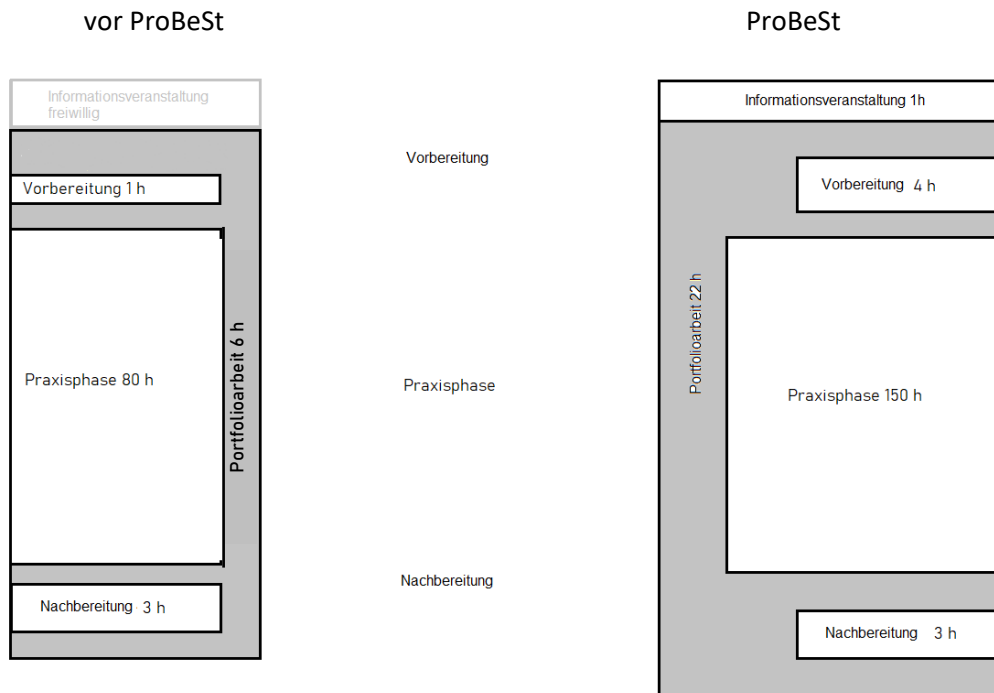 vor ProBeSt
ProBeSt
Informationsveranstaltung
freiwillig
Vorbereitung 1 h
Praxisphase 80 h
Portfolioarbeit 6 h
Nachbereitung 3 h
Vorbereitung
Praxisphase
Nachbereitung
Informationsveranstaltung 1h
Vorbereitung 4 h
Portfolioarbeit 22 h
Praxisphase 150 h
Nachbereitung 3 h